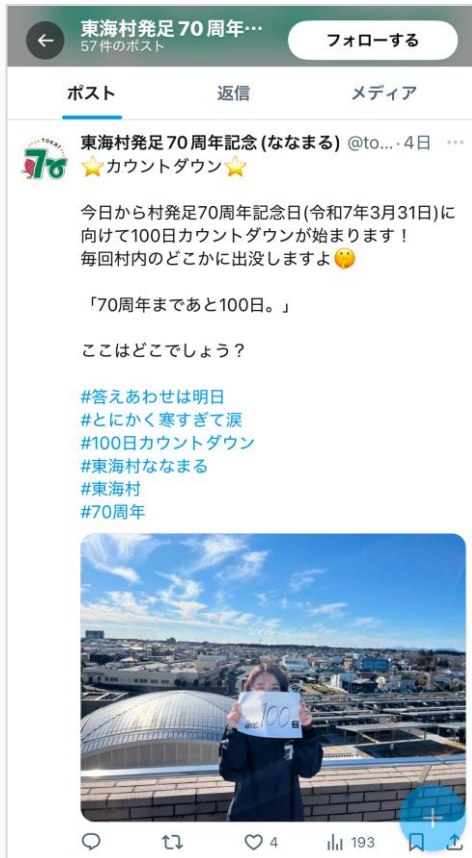 東海村発足70周年…
57 件のポスト
フォローする
ポスト
返信
メディア
TOKAI
70
東海村発足70周年記念 (ななまる) @to... · 4日
⭐カウントダウン⭐
今日から村発足70周年記念日(令和7年3月31日)に
向けて100日カウントダウンが始まります！
毎回村内のどこかに出没しますよ🤫
「70周年まであと100日。」
ここはどこでしょう？
#答えあわせは明日
#とにかく寒すぎて涙
#100日カウントダウン
#東海村ななまる
#東海村
#70周年
あと100日
4
193